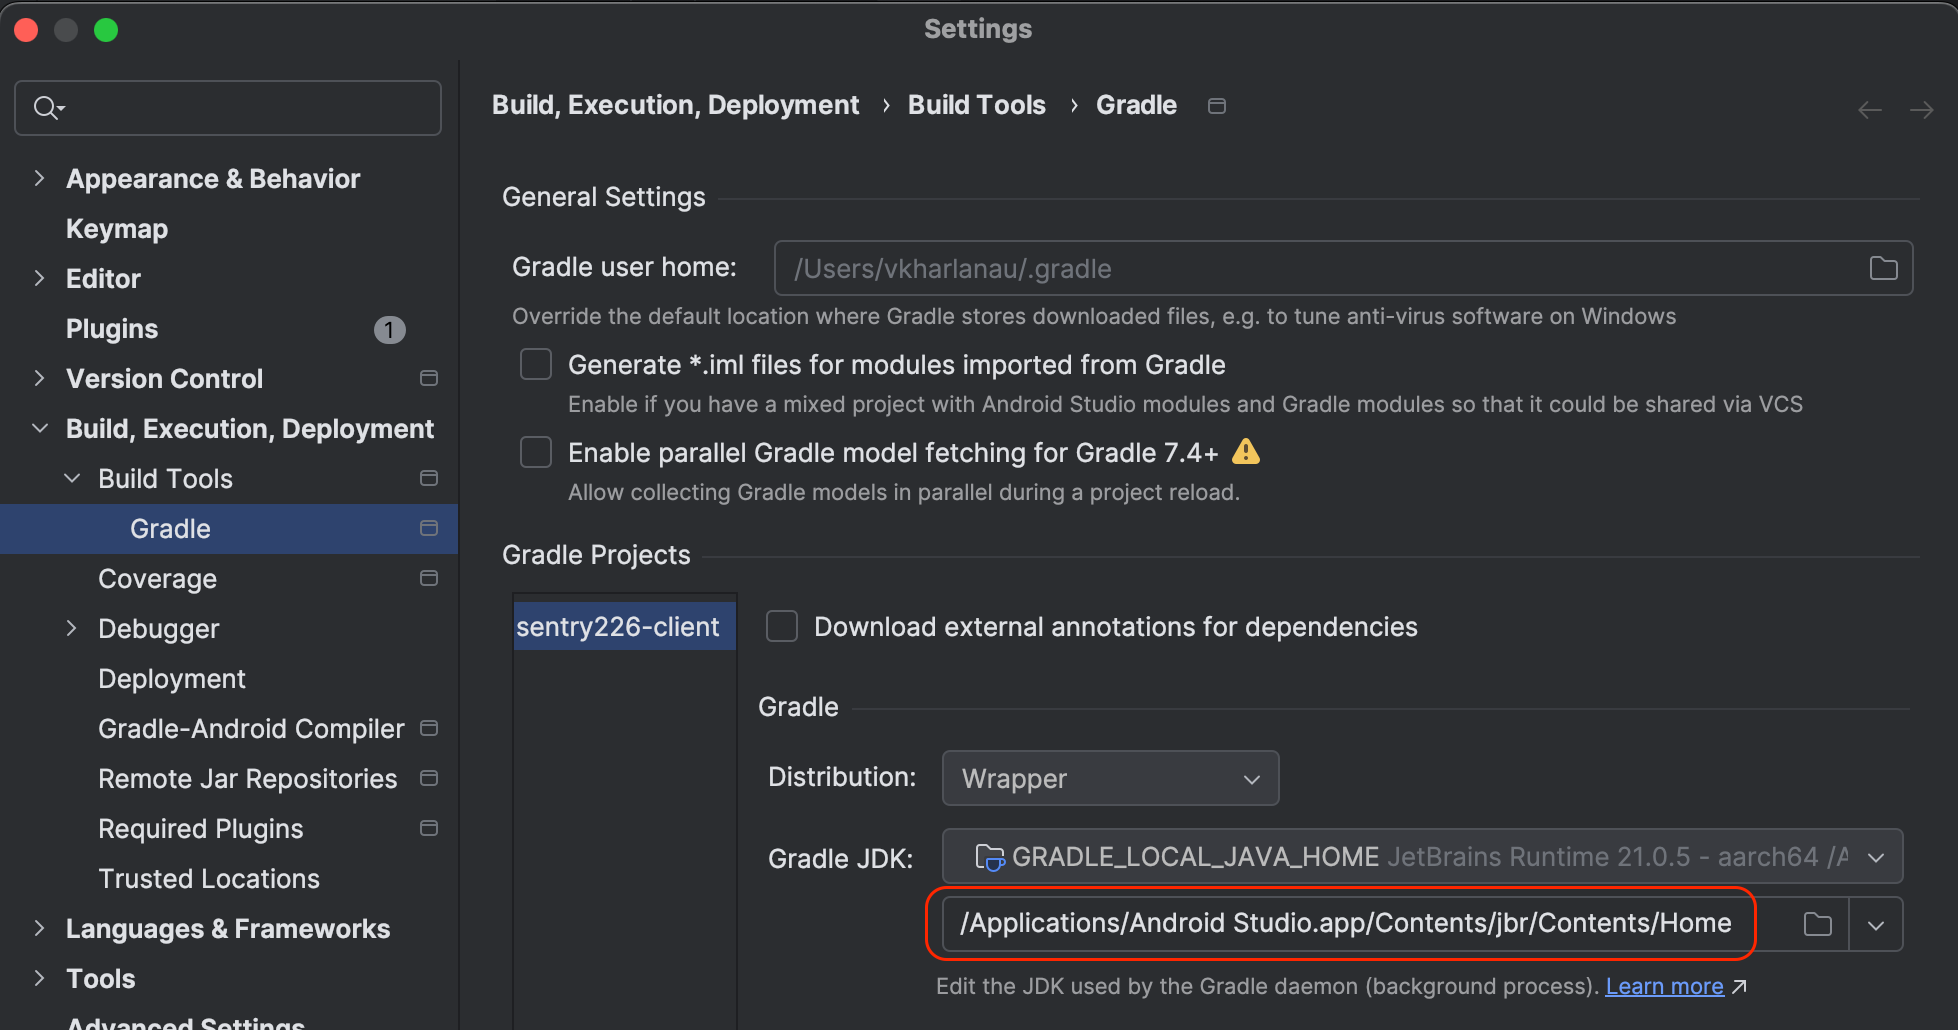 Settings
Build, Execution, Deployment › Build Tools › Gradle
Appearance & Behavior
Keymap
Editor
Plugins 1
Version Control
Build, Execution, Deployment
Build Tools
Gradle
Coverage
Debugger
Deployment
Gradle-Android Compiler
Remote Jar Repositories
Required Plugins
Trusted Locations
Languages & Frameworks
Tools
Advanced Settings
General Settings
Gradle user home: /Users/vkharlanau/.gradle
Override the default location where Gradle stores downloaded files, e.g. to tune anti-virus software on Windows
Generate *.iml files for modules imported from Gradle
Enable if you have a mixed project with Android Studio modules and Gradle modules so that it could be shared via VCS
Enable parallel Gradle model fetching for Gradle 7.4+
Allow collecting Gradle models in parallel during a project reload.
Gradle Projects
sentry226-client
Download external annotations for dependencies
Gradle
Distribution: Wrapper
Gradle JDK: GRADLE_LOCAL_JAVA_HOME JetBrains Runtime 21.0.5 - aarch64 /A
/Applications/Android Studio.app/Contents/jbr/Contents/Home
Edit the JDK used by the Gradle daemon (background process). Learn more ↗